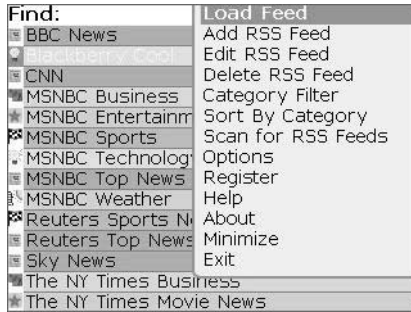 Find:
BBC News
Blackberry Cool
CNN
MSNBC Business
MSNBC Entertainm
MSNBC Sports
MSNBC Technolog
MSNBC Top News
MSNBC Weather
Reuters Sports N
Reuters Top News
Sky News
The NY Times Business
The NY Times Movie News
Load Feed
Add RSS Feed
Edit RSS Feed
Delete RSS Feed
Category Filter
Sort By Category
Scan for RSS Feeds
Options
Register
Help
About
Minimize
Exit